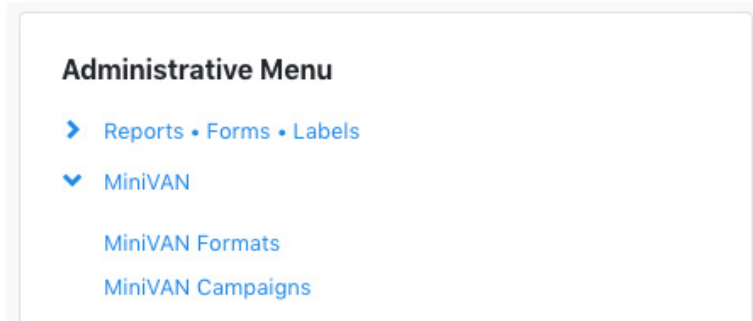 Administrative Menu
Reports • Forms • Labels
MiniVAN
MiniVAN Formats
MiniVAN Campaigns